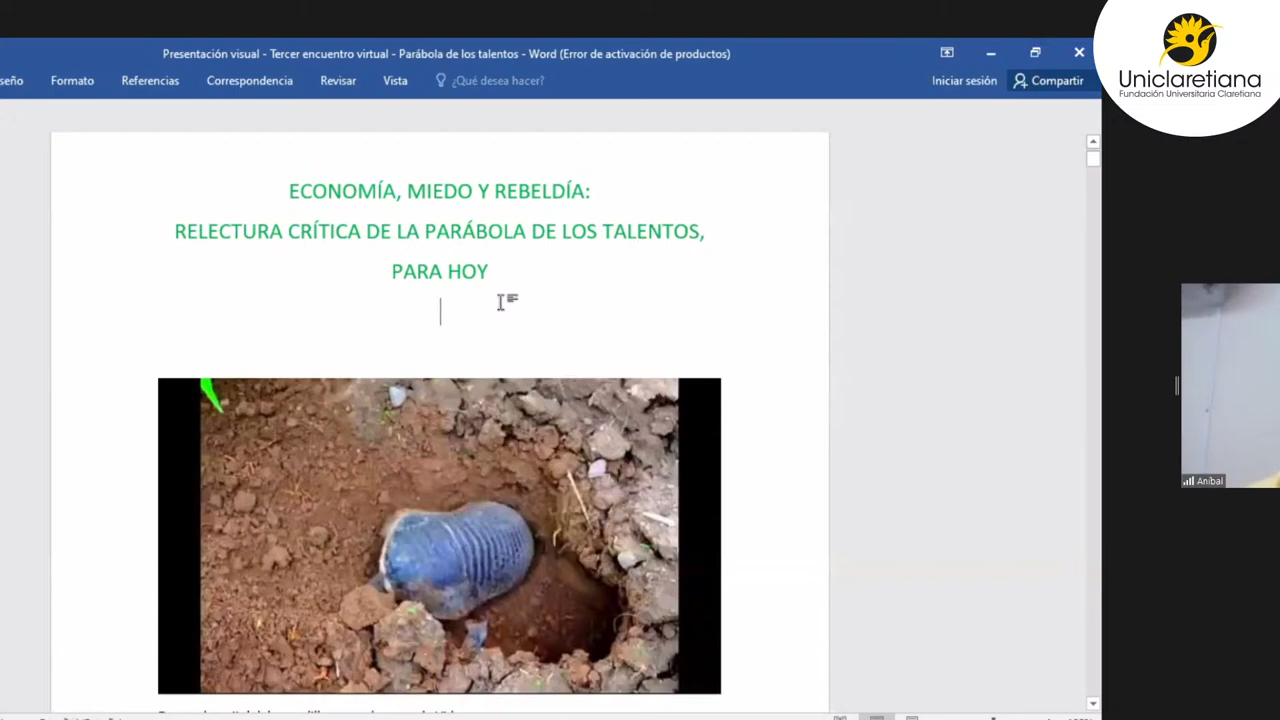 Presentación visual - Tercer encuentro virtual - Parábola de los talentos - Word (Error de activación de productos)
seño Formato Referencias Correspondencia Revisar Vista ¿Qué desea hacer? Iniciar sesión Compartir
Uniclaretiana
Fundación Universitaria Claretiana
ECONOMÍA, MIEDO Y REBELDÍA:
RELECTURA CRÍTICA DE LA PARÁBOLA DE LOS TALENTOS,
PARA HOY
Aníbal